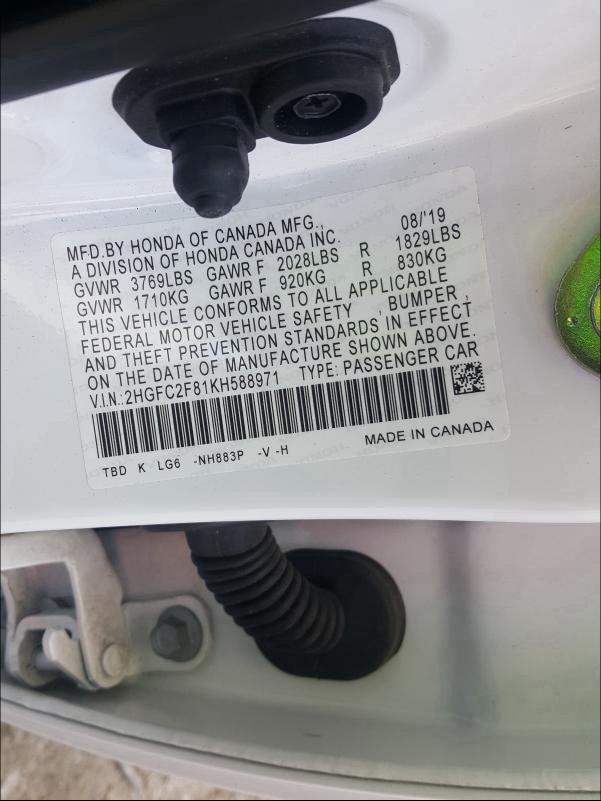 MFD.BY HONDA OF CANADA MFG., 08/'19
A DIVISION OF HONDA CANADA INC.
GVWR 3769LBS GAWR F 2028LBS R 1829LBS
GVWR 1710KG GAWR F 920KG R 830KG
THIS VEHICLE CONFORMS TO ALL APPLICABLE
FEDERAL MOTOR VEHICLE SAFETY , BUMPER ,
AND THEFT PREVENTION STANDARDS IN EFFECT
ON THE DATE OF MANUFACTURE SHOWN ABOVE.
V.I.N.:2HGFC2F81KH588971 TYPE: PASSENGER CAR
TBD K LG6 -NH883P -V -H MADE IN CANADA